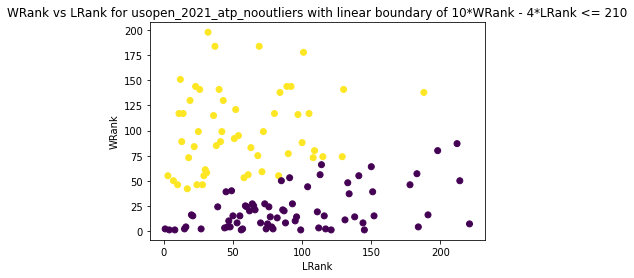 WRank vs LRank for usopen_2021_atp_nooutliers with linear boundary of 10*WRank - 4*LRank <= 210
200
175
150
125
100
75
50
25
0
WRank
0 50 100 150 200
LRank